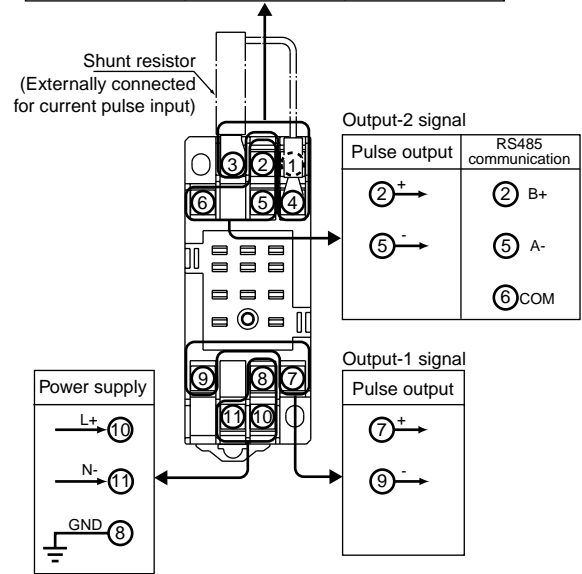 Shunt resistor
(Externally connected
for current pulse input)
3 2 1
6 5 4
9 8 7
11 10
Output-2 signal
Pulse output
RS485
communication
2 + 2 B+
5 - 5 A-
6 COM
Output-1 signal
Pulse output
7 +
9 -
Power supply
L+ 10
N- 11
GND 8